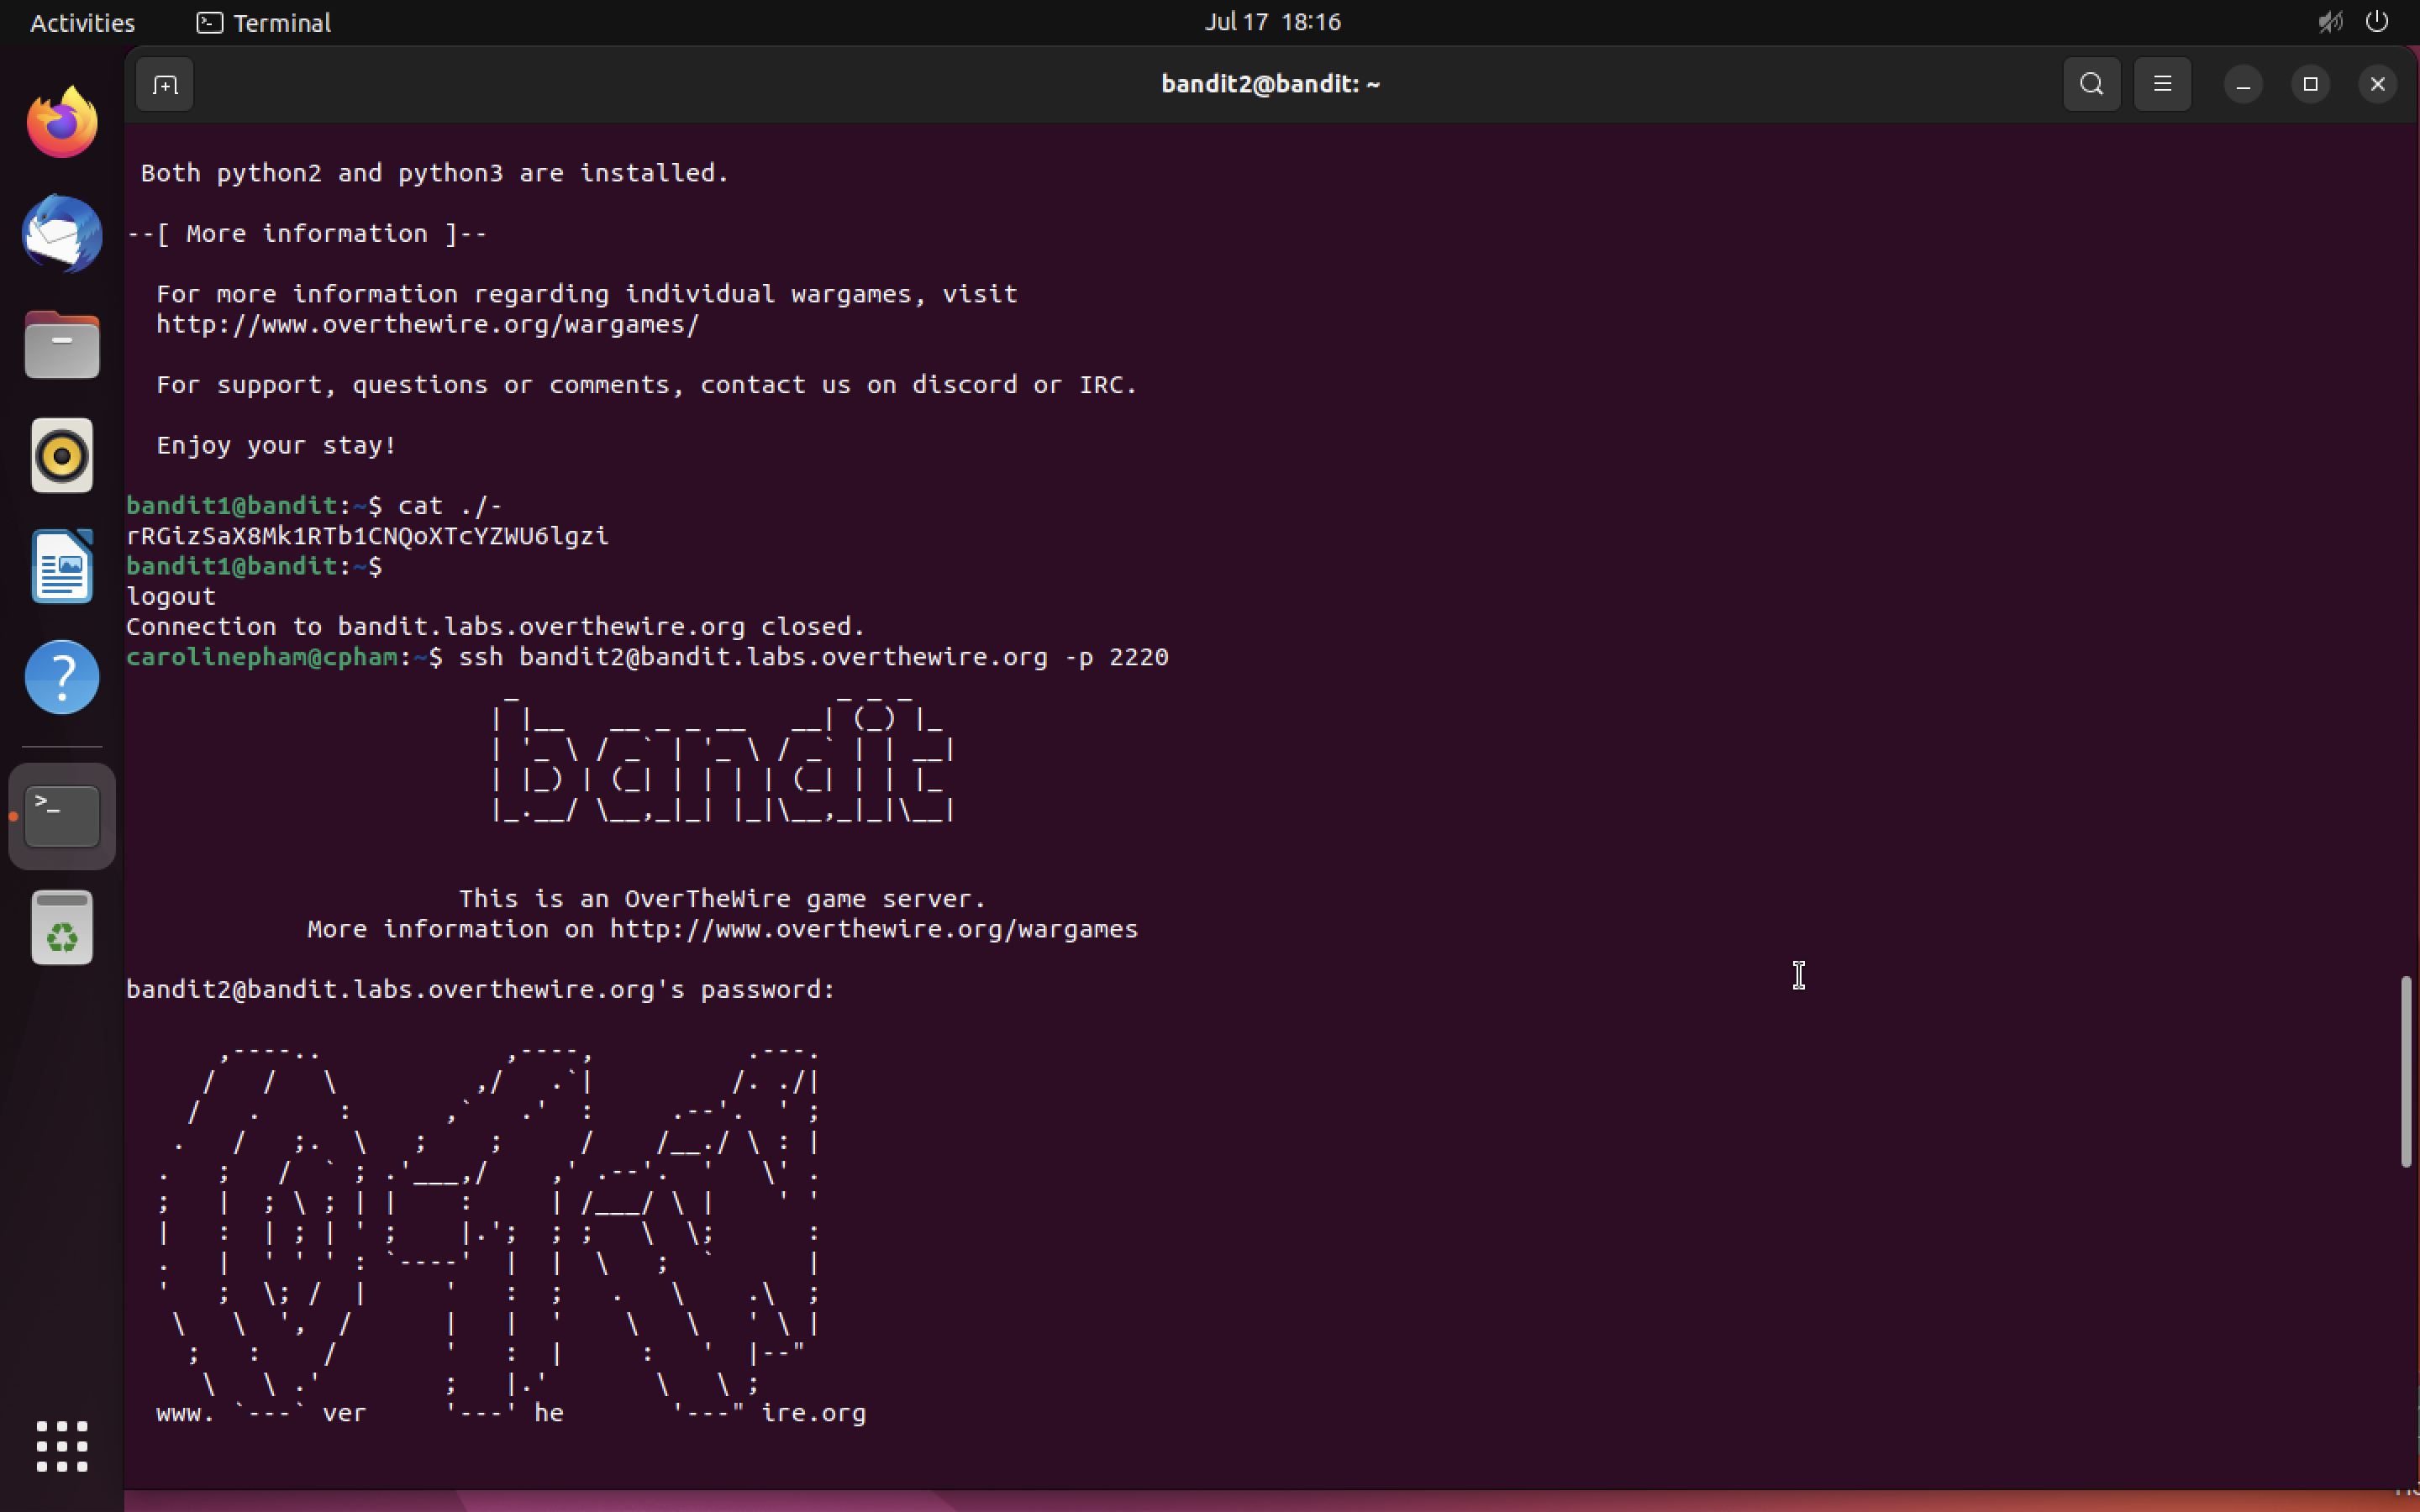 Activities
Terminal
Jul 17 18:16
bandit2@bandit: ~
Both python2 and python3 are installed.
--[ More information ]--
For more information regarding individual wargames, visit
http://www.overthewire.org/wargames/
For support, questions or comments, contact us on discord or IRC.
Enjoy your stay!
bandit1@bandit:~$ cat ./-
rRGizSaX8Mk1RTb1CNQoXTcYZWU6lgzi
bandit1@bandit:~$
logout
Connection to bandit.labs.overthewire.org closed.
carolinepham@cpham:~$ ssh bandit2@bandit.labs.overthewire.org -p 2220
bandit
This is an OverTheWire game server.
More information on http://www.overthewire.org/wargames
bandit2@bandit.labs.overthewire.org's password:
www. `---` ver '---' he '---" ire.org